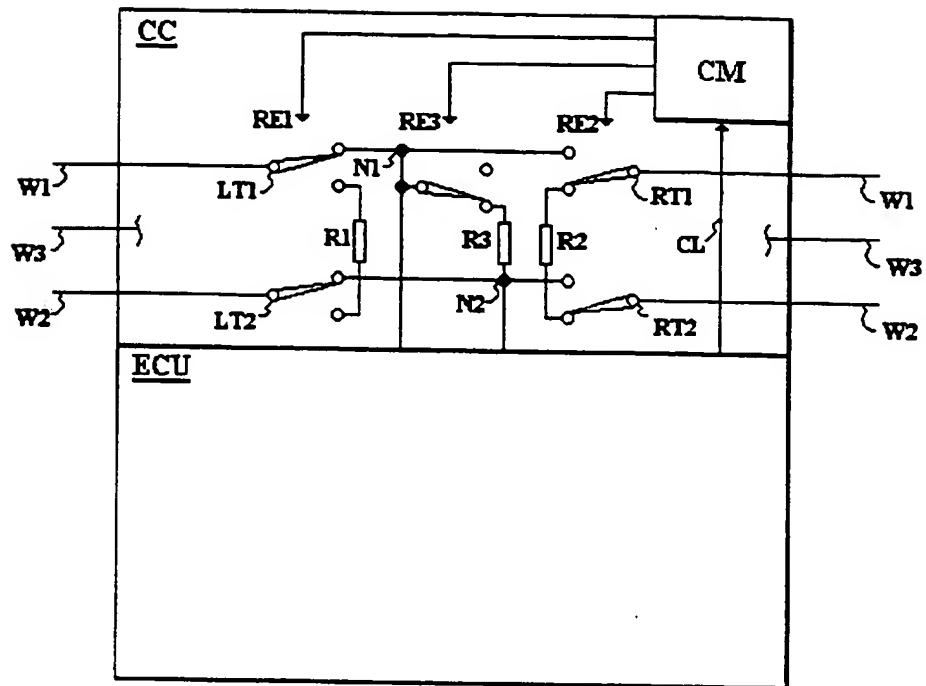 CC
CM
RE1 RE3 RE2
W1 LT1 N1 RT1 W1
W3 R1 R3 R2 CL W3
W2 LT2 N2 RT2 W2
ECU